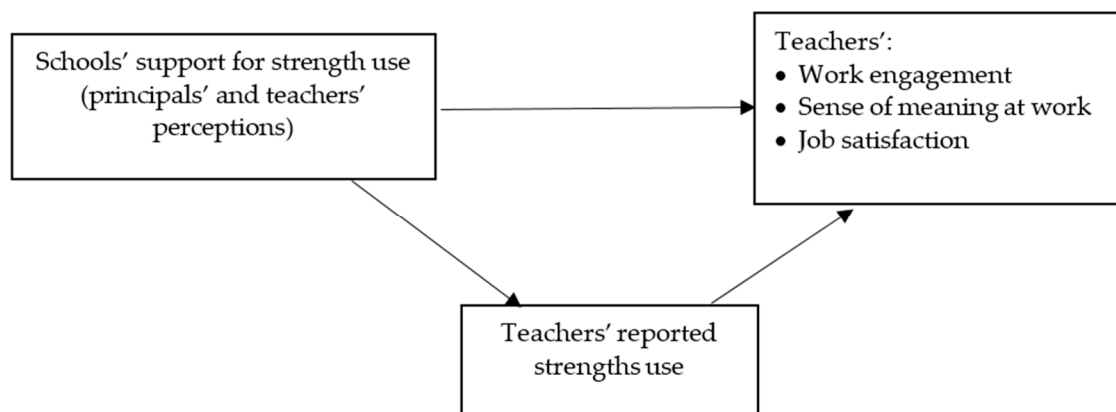 Schools’ support for strength use
(principals’ and teachers’
perceptions)
Teachers’:
• Work engagement
• Sense of meaning at work
• Job satisfaction
Teachers’ reported
strengths use